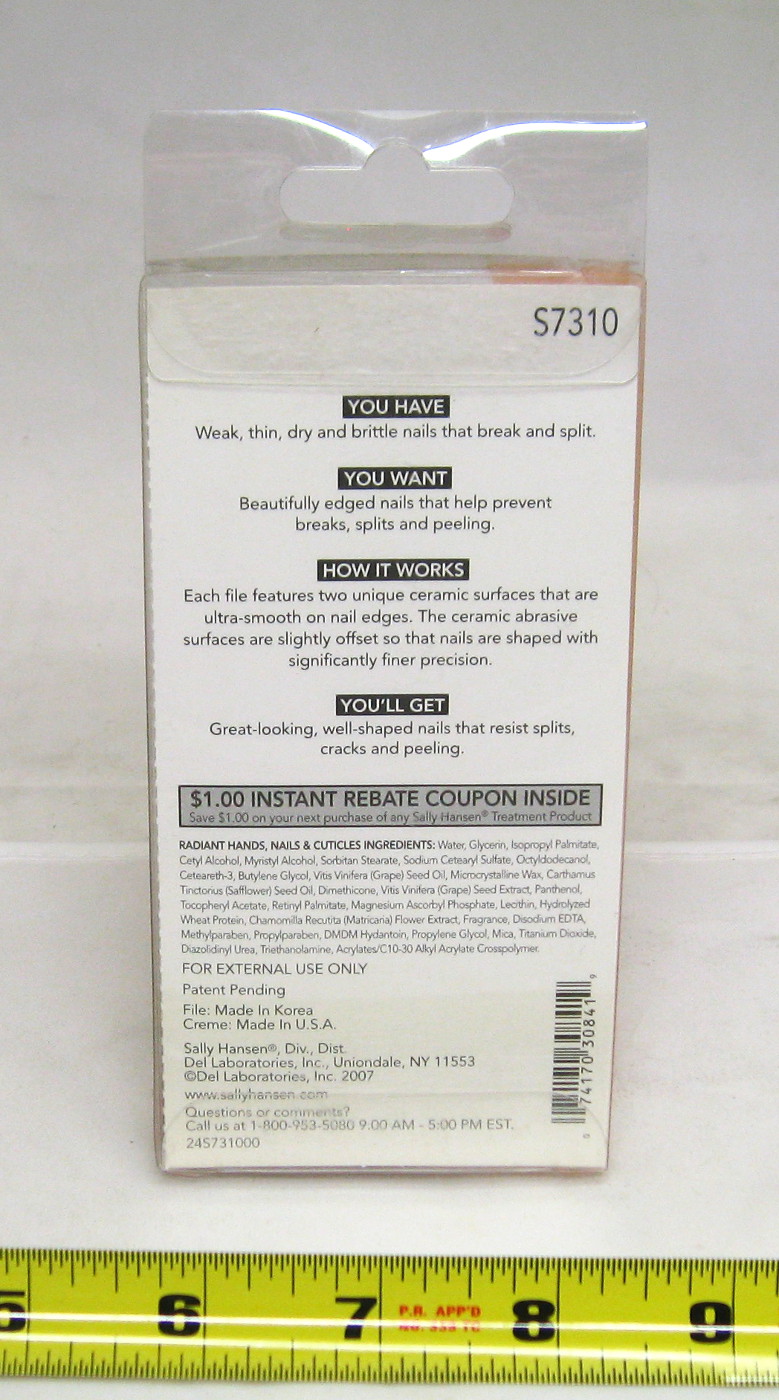 S7310
YOU HAVE
Weak, thin, dry and brittle nails that break and split.
YOU WANT
Beautifully edged nails that help prevent
breaks, splits and peeling.
HOW IT WORKS
Each file features two unique ceramic surfaces that are
ultra-smooth on nail edges. The ceramic abrasive
surfaces are slightly offset so that nails are shaped with
significantly finer precision.
YOU'LL GET
Great-looking, well-shaped nails that resist splits,
cracks and peeling.
$1.00 INSTANT REBATE COUPON INSIDE
Save $1.00 on your next purchase of any Sally Hansen® Treatment Product
RADIANT HANDS, NAILS & CUTICLES INGREDIENTS: Water, Glycerin, Isopropyl Palmitate,
Cetyl Alcohol, Myristyl Alcohol, Sorbitan Stearate, Sodium Cetearyl Sulfate, Octyldodecanol,
Ceteareth-3, Butylene Glycol, Vitis Vinifera (Grape) Seed Oil, Microcrystalline Wax, Carthamus
Tinctorius (Safflower) Seed Oil, Dimethicone, Vitis Vinifera (Grape) Seed Extract, Panthenol,
Tocopheryl Acetate, Retinyl Palmitate, Magnesium Ascorbyl Phosphate, Lecithin, Hydrolyzed
Wheat Protein, Chamomilla Recutita (Matricaria) Flower Extract, Fragrance, Disodium EDTA,
Methylparaben, Propylparaben, DMDM Hydantoin, Propylene Glycol, Mica, Titanium Dioxide,
Diazolidinyl Urea, Triethanolamine, Acrylates/C10-30 Alkyl Acrylate Crosspolymer.
FOR EXTERNAL USE ONLY
Patent Pending
File: Made In Korea
Creme: Made In U.S.A.
Sally Hansen®, Div., Dist.
Del Laboratories, Inc., Uniondale, NY 11553
©Del Laboratories, Inc. 2007
www.sallyhansen.com
Questions or comments?
Call us at 1-800-953-5080 9:00 AM - 5:00 PM EST.
24S731000
0 74170 30841 9
5 6 7 P.R. APP'D 8 9
NO. 333 TC